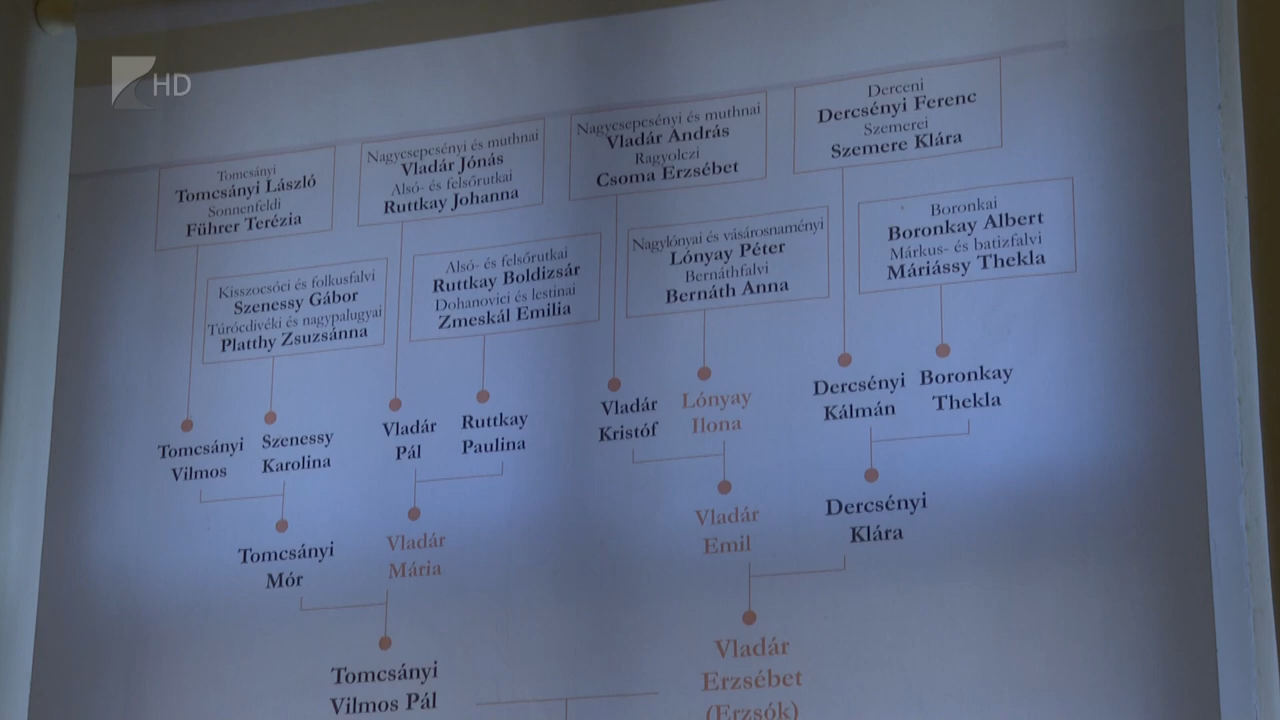 HD
Tomcsányi
Tomcsányi László
Sonnenfeldi
Führer Terézia
Nagycsepcsényi és muthnai
Vladár Jónás
Alsó- és felsőrutkai
Ruttkay Johanna
Nagycsepcsényi és muthnai
Vladár András
Ragyolczi
Csoma Erzsébet
Derceni
Dercsényi Ferenc
Szemerei
Szemere Klára
Kisszocsóci és folkusfalvi
Szenessy Gábor
Túrócdivéki és nagypalugyai
Platthy Zsuzsánna
Alsó- és felsőrutkai
Ruttkay Boldizsár
Dohanovici és lestinai
Zmeskál Emilia
Nagylónyai és vásárosnaményi
Lónyay Péter
Bernáthfalvi
Bernáth Anna
Boronkai
Boronkay Albert
Márkus- és batizfalvi
Máriássy Thekla
Tomcsányi
Vilmos
Szenessy
Karolina
Vladár
Pál
Ruttkay
Paulina
Vladár
Kristóf
Lónyay
Ilona
Dercsényi
Kálmán
Boronkay
Thekla
Tomcsányi
Mór
Vladár
Mária
Vladár
Emil
Dercsényi
Klára
Tomcsányi
Vilmos Pál
Vladár
Erzsébet
(Erzsók)